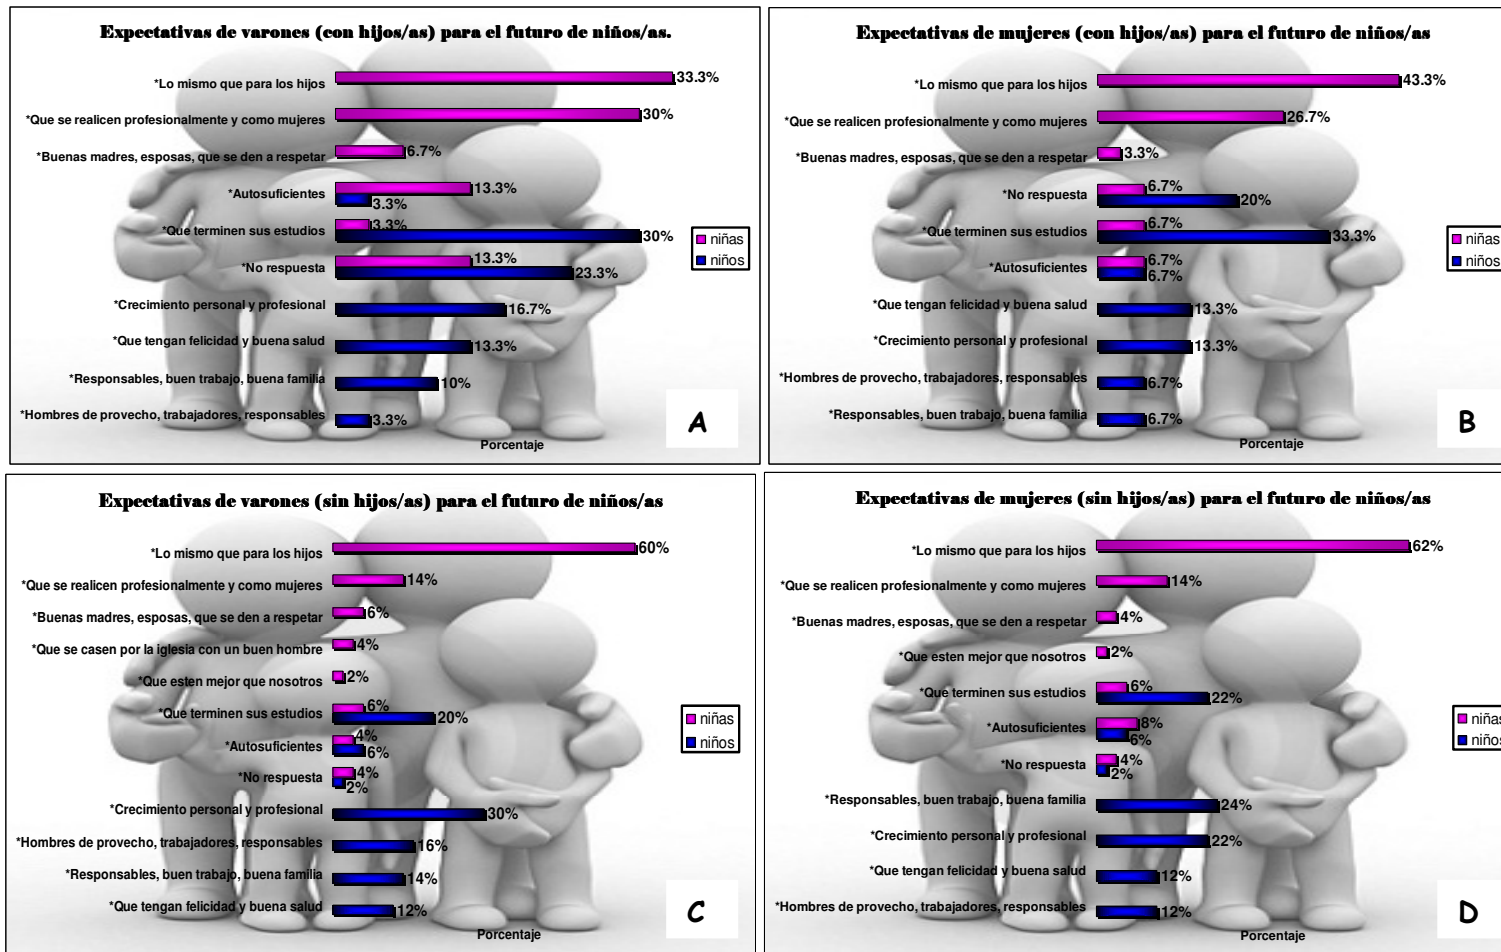 Expectativas de varones (con hijos/as) para el futuro de niños/as.
*Lo mismo que para los hijos 33.3%
*Que se realicen profesionalmente y como mujeres 30%
*Buenas madres, esposas, que se den a respetar 6.7%
*Autosuficientes 13.3% 3.3%
*Que terminen sus estudios 3.3% 30%
*No respuesta 13.3% 23.3%
*Crecimiento personal y profesional 16.7%
*Que tengan felicidad y buena salud 13.3%
*Responsables, buen trabajo, buena familia 10%
*Hombres de provecho, trabajadores, responsables 3.3%
Porcentaje
niñas
niños
A
Expectativas de mujeres (con hijos/as) para el futuro de niños/as
*Lo mismo que para los hijos 43.3%
*Que se realicen profesionalmente y como mujeres 26.7%
*Buenas madres, esposas, que se den a respetar 3.3%
*No respuesta 6.7% 20%
*Que terminen sus estudios 6.7% 33.3%
*Autosuficientes 6.7% 6.7%
*Que tengan felicidad y buena salud 13.3%
*Crecimiento personal y profesional 13.3%
*Hombres de provecho, trabajadores, responsables 6.7%
*Responsables, buen trabajo, buena familia 6.7%
Porcentaje
niñas
niños
B
Expectativas de varones (sin hijos/as) para el futuro de niños/as
*Lo mismo que para los hijos 60%
*Que se realicen profesionalmente y como mujeres 14%
*Buenas madres, esposas, que se den a respetar 6%
*Que se casen por la iglesia con un buen hombre 4%
*Que esten mejor que nosotros 2%
*Que terminen sus estudios 6% 20%
*Autosuficientes 4% 6%
*No respuesta 4% 2%
*Crecimiento personal y profesional 30%
*Hombres de provecho, trabajadores, responsables 16%
*Responsables, buen trabajo, buena familia 14%
*Que tengan felicidad y buena salud 12%
Porcentaje
niñas
niños
C
Expectativas de mujeres (sin hijos/as) para el futuro de niños/as
*Lo mismo que para los hijos 62%
*Que se realicen profesionalmente y como mujeres 14%
*Buenas madres, esposas, que se den a respetar 4%
*Que esten mejor que nosotros 2%
*Que terminen sus estudios 6% 22%
*Autosuficientes 8% 6%
*No respuesta 4% 2%
*Responsables, buen trabajo, buena familia 24%
*Crecimiento personal y profesional 22%
*Que tengan felicidad y buena salud 12%
*Hombres de provecho, trabajadores, responsables 12%
Porcentaje
niñas
niños
D